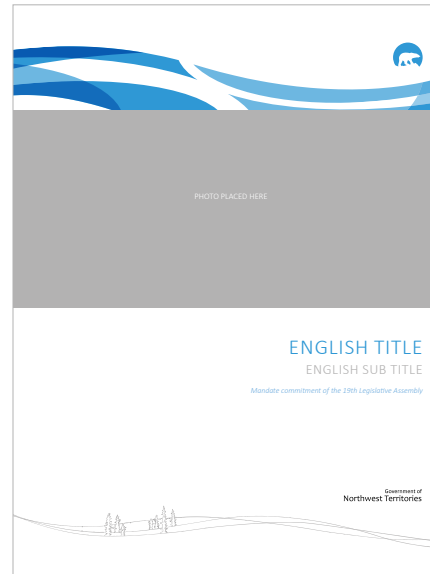 PHOTO PLACED HERE
ENGLISH TITLE
ENGLISH SUB TITLE
Mandate commitment of the 19th Legislative Assembly
Government of
Northwest Territories